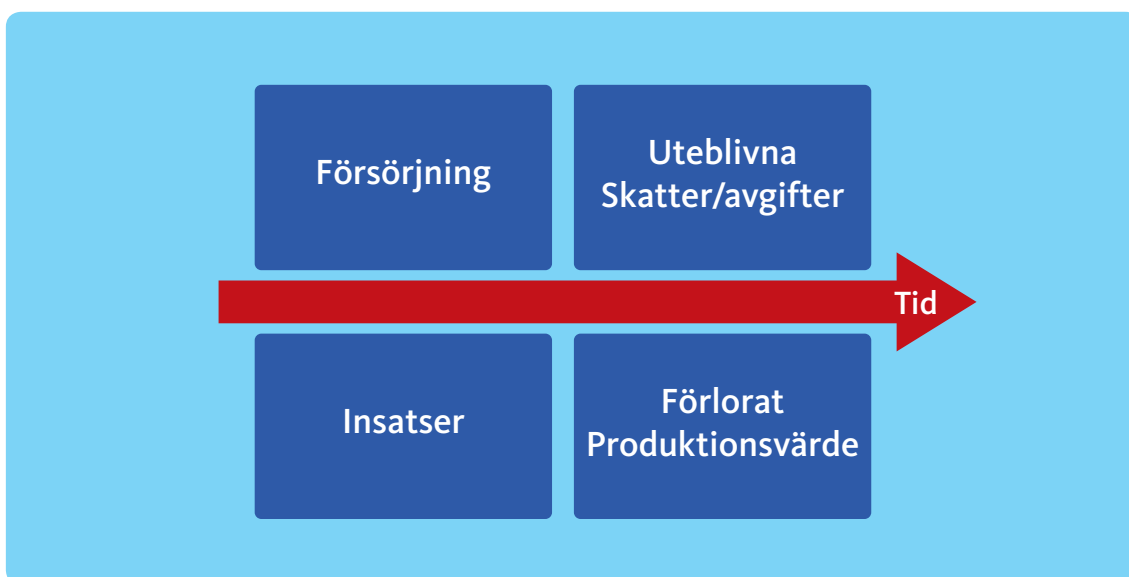 Försörjning
Uteblivna
Skatter/avgifter
Tid
Insatser
Förlorat
Produktionsvärde